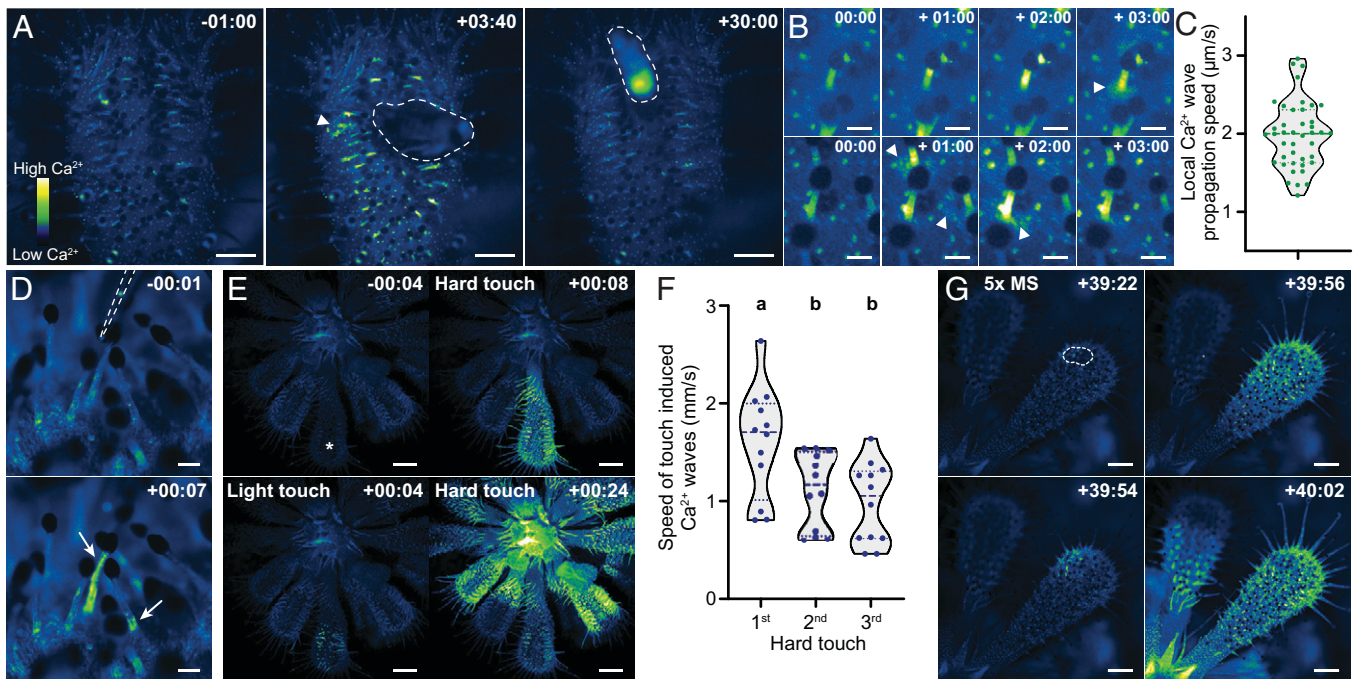 A
-01:00
+03:40
+30:00
High Ca²⁺
Low Ca²⁺
B
00:00
+ 01:00
+ 02:00
+ 03:00
00:00
+ 01:00
+ 02:00
+ 03:00
C
Local Ca²⁺ wave
propagation speed (µm/s)
3
2
1
D
-00:01
+00:07
E
-00:04
Hard touch +00:08
*
Light touch +00:04
Hard touch +00:24
F
Speed of touch induced
Ca²⁺ waves (mm/s)
3
2
1
0
a b b
1ˢᵗ 2ⁿᵈ 3ʳᵈ
Hard touch
G
5x MS +39:22
+39:56
+39:54
+40:02